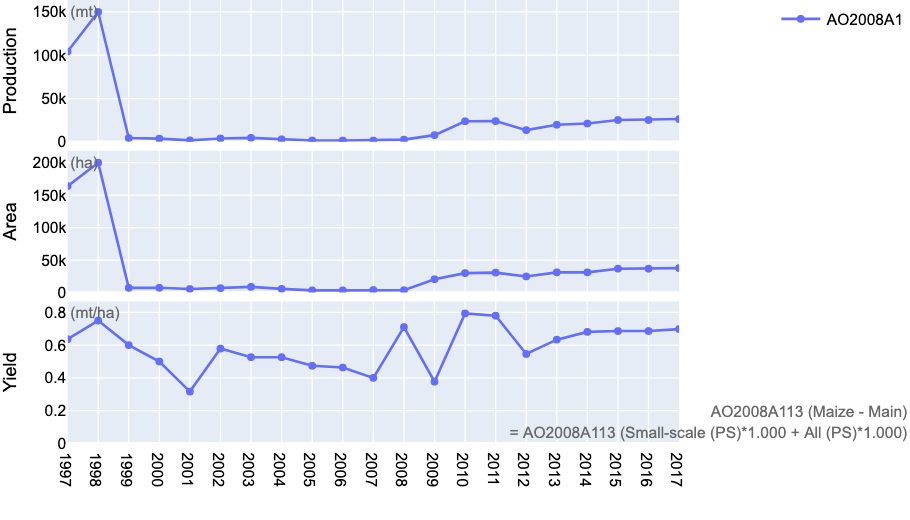 Production
150k
(mt)
100k
50k
0
AO2008A1
Area
200k
(ha)
150k
100k
50k
0
Yield
0.8
(mt/ha)
0.6
0.4
0.2
0
AO2008A113 (Maize - Main)
= AO2008A113 (Small-scale (PS)*1.000 + All (PS)*1.000)
1997
1998
1999
2000
2001
2002
2003
2004
2005
2006
2007
2008
2009
2010
2011
2012
2013
2014
2015
2016
2017